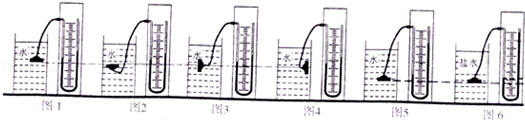 水 水 水 水 水 盐水
图1 图2 图3 图4 图5 图6